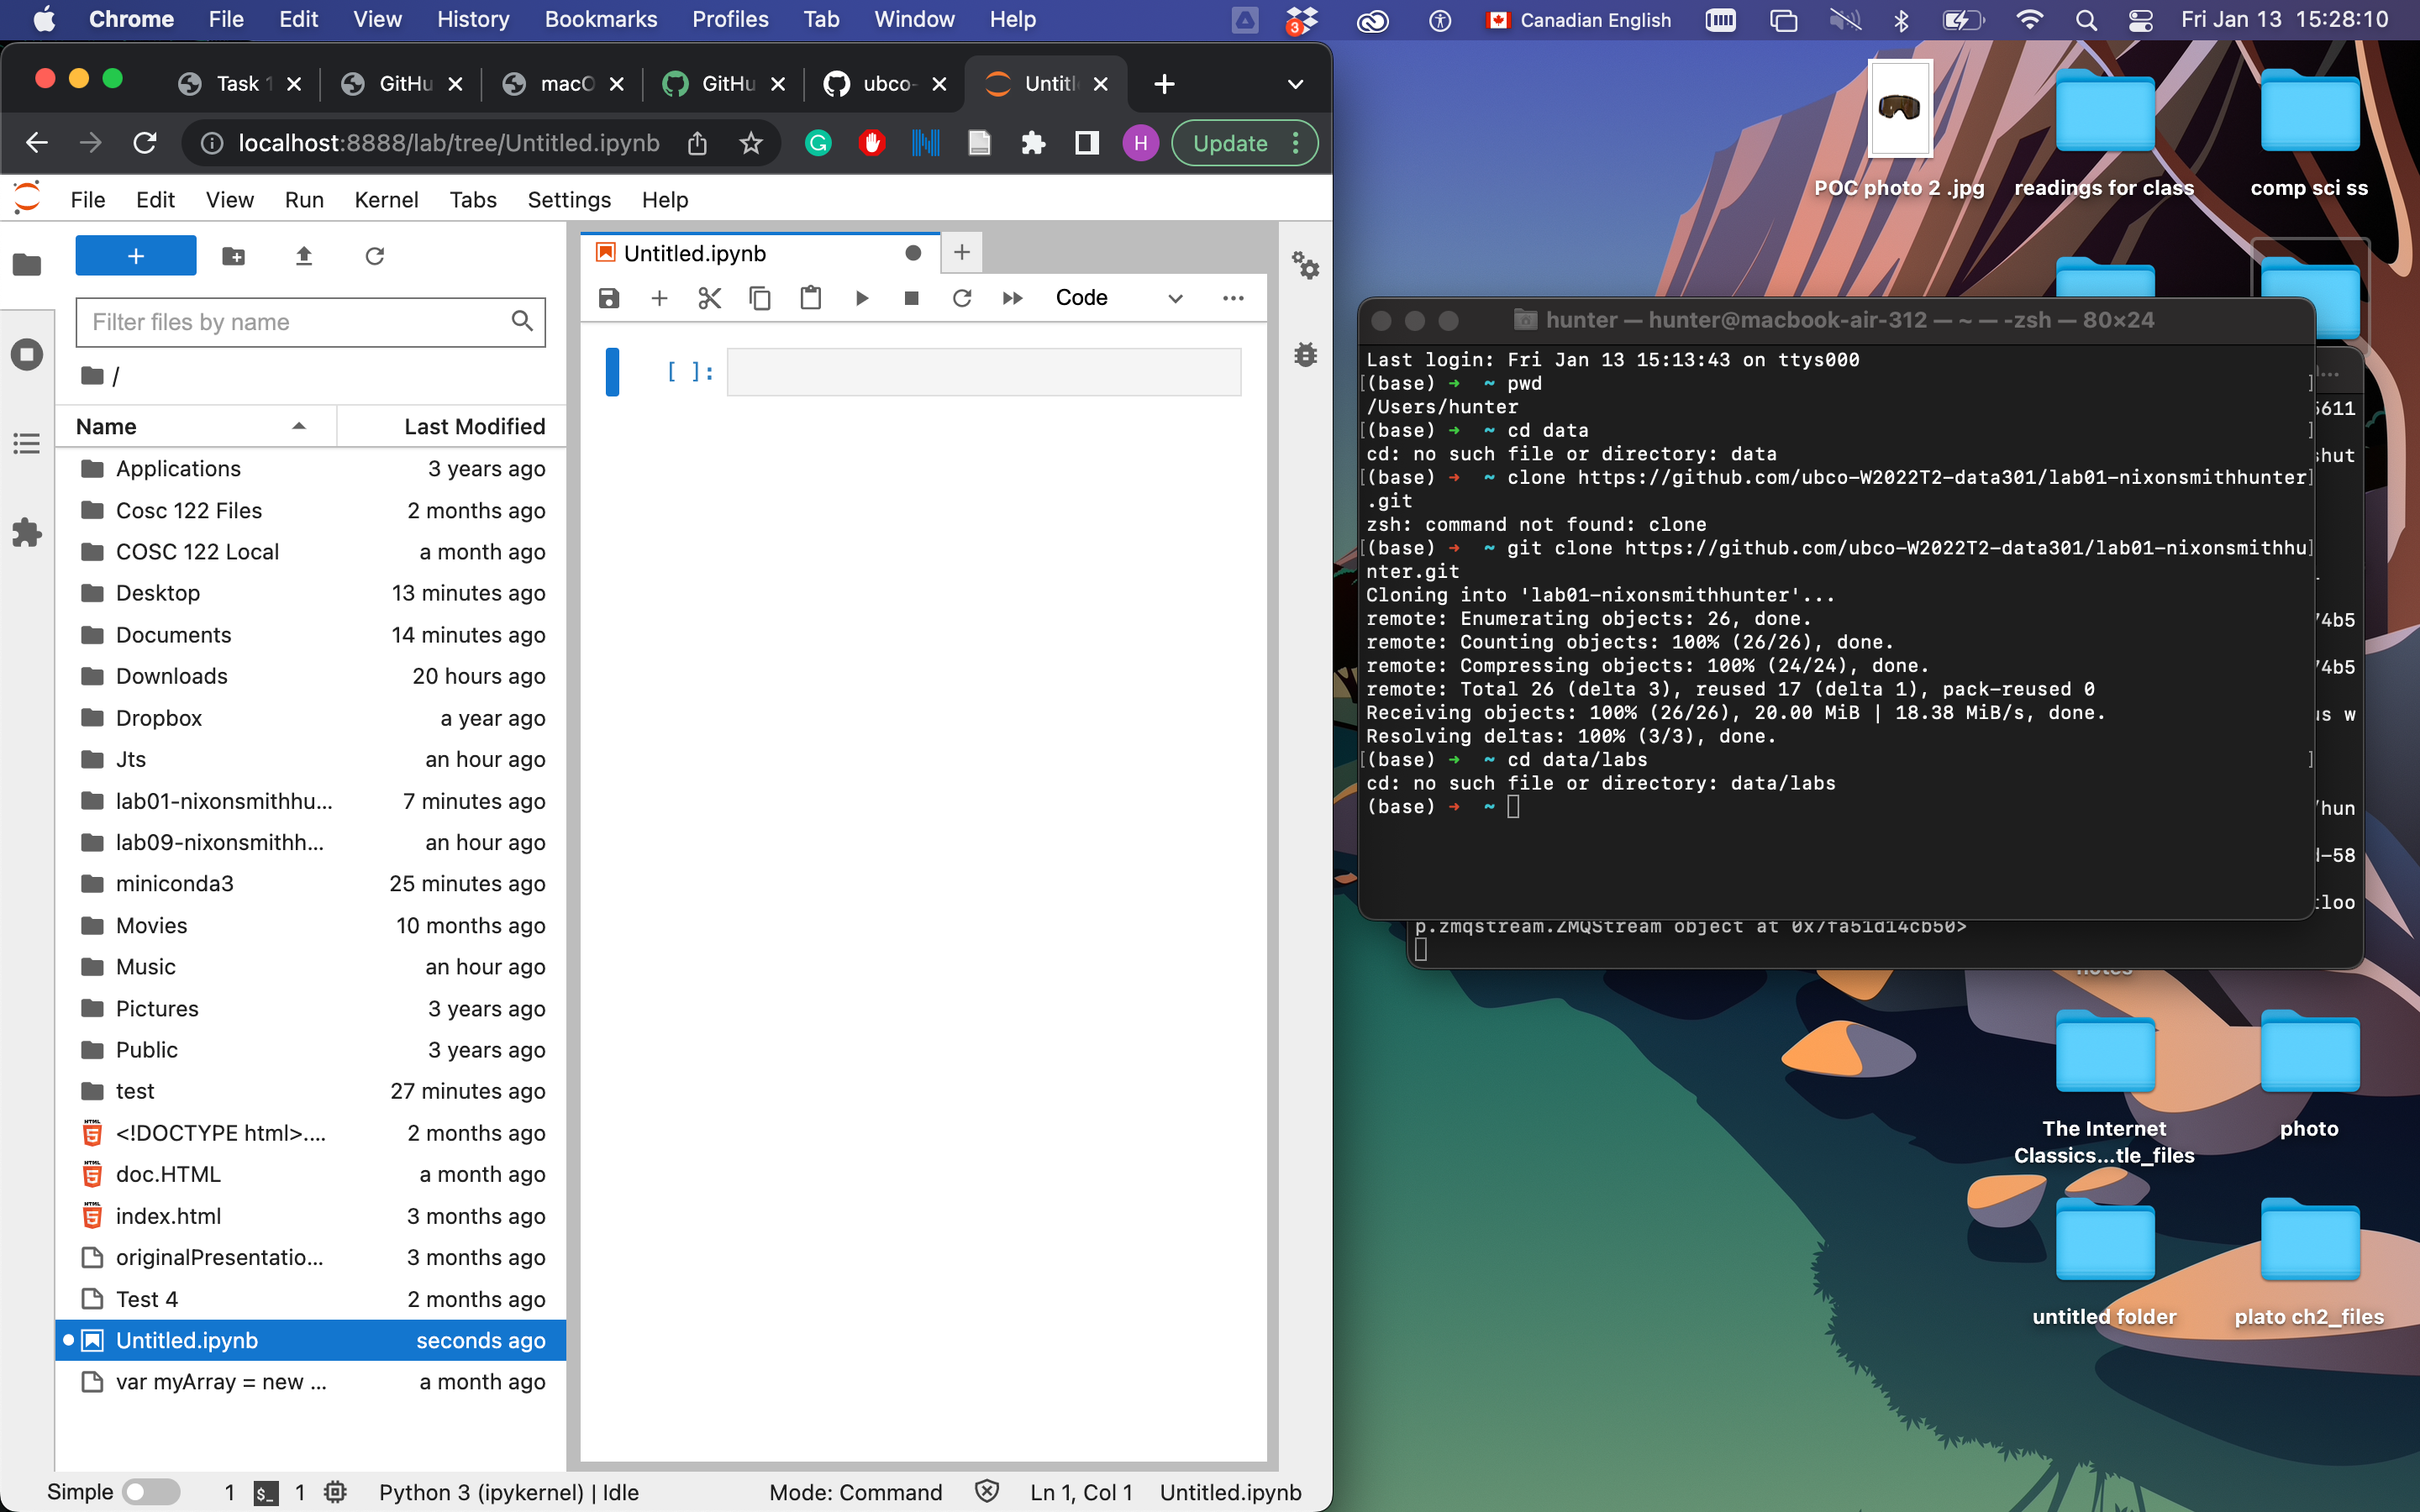 Chrome File Edit View History Bookmarks Profiles Tab Window Help
3 Canadian English Fri Jan 13 15:28:10
Task 1 GitHu macO GitHu ubco- Untitl
localhost:8888/lab/tree/Untitled.ipynb
H Update
File Edit View Run Kernel Tabs Settings Help
Filter files by name
/
Name Last Modified
Applications 3 years ago
Cosc 122 Files 2 months ago
COSC 122 Local a month ago
Desktop 13 minutes ago
Documents 14 minutes ago
Downloads 20 hours ago
Dropbox a year ago
Jts an hour ago
lab01-nixonsmithhu... 7 minutes ago
lab09-nixonsmithh... an hour ago
miniconda3 25 minutes ago
Movies 10 months ago
Music an hour ago
Pictures 3 years ago
Public 3 years ago
test 27 minutes ago
<!DOCTYPE html>.... 2 months ago
doc.HTML a month ago
index.html 3 months ago
originalPresentatio... 3 months ago
Test 4 2 months ago
Untitled.ipynb seconds ago
var myArray = new ... a month ago
Untitled.ipynb
Code
[ ]:
Simple 1 $_ 1 Python 3 (ipykernel) | Idle Mode: Command Ln 1, Col 1 Untitled.ipynb
hunter — hunter@macbook-air-312 — ~ — -zsh — 80×24
Last login: Fri Jan 13 15:13:43 on ttys000
(base) ➜ ~ pwd
/Users/hunter
(base) ➜ ~ cd data
cd: no such file or directory: data
(base) ➜ ~ clone https://github.com/ubco-W2022T2-data301/lab01-nixonsmithhunter
.git
zsh: command not found: clone
(base) ➜ ~ git clone https://github.com/ubco-W2022T2-data301/lab01-nixonsmithhu
nter.git
Cloning into 'lab01-nixonsmithhunter'...
remote: Enumerating objects: 26, done.
remote: Counting objects: 100% (26/26), done.
remote: Compressing objects: 100% (24/24), done.
remote: Total 26 (delta 3), reused 17 (delta 1), pack-reused 0
Receiving objects: 100% (26/26), 20.00 MiB | 18.38 MiB/s, done.
Resolving deltas: 100% (3/3), done.
(base) ➜ ~ cd data/labs
cd: no such file or directory: data/labs
(base) ➜ ~
5611
shut
74b5
74b5
us w
/hun
d-58
tloo
p.zmqstream.ZMQStream object at 0x7fa51d14cb50>
POC photo 2 .jpg
readings for class
comp sci ss
notes
The Internet
Classics...tle_files
photo
untitled folder
plato ch2_files